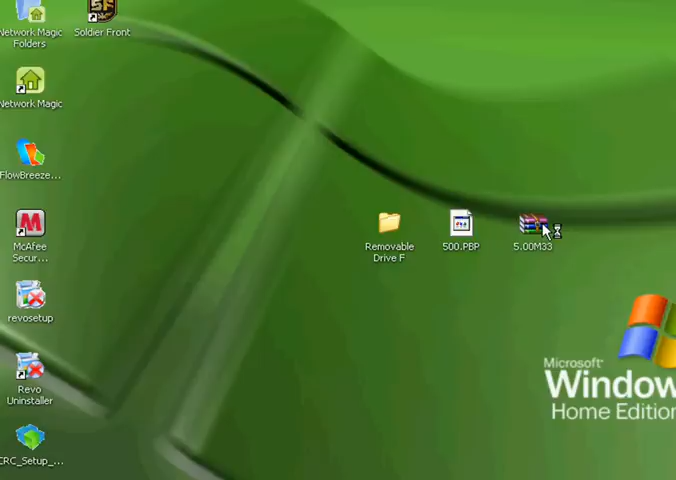 Network Magic
Folders
Soldier Front
Network Magic
FlowBreeze...
McAfee
Secur...
revosetup
Revo
Uninstaller
CRC_Setup_...
Removable
Drive F
500.PBP
5.00M33
Microsoft
Window
Home Edition